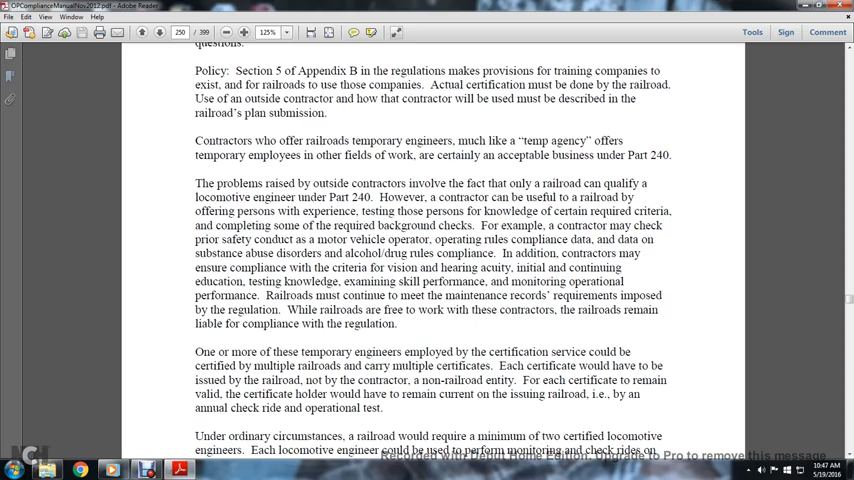 OPComplianceManualNov2012.pdf - Adobe Reader
File Edit View Window Help
250 / 399 125% Tools Sign Comment
questions.
Policy: Section 5 of Appendix B in the regulations makes provisions for training companies to
exist, and for railroads to use those companies. Actual certification must be done by the railroad.
Use of an outside contractor and how that contractor will be used must be described in the
railroad's plan submission.
Contractors who offer railroads temporary engineers, much like a “temp agency” offers
temporary employees in other fields of work, are certainly an acceptable business under Part 240.
The problems raised by outside contractors involve the fact that only a railroad can qualify a
locomotive engineer under Part 240. However, a contractor can be useful to a railroad by
offering persons with experience, testing those persons for knowledge of certain required criteria,
and completing some of the required background checks. For example, a contractor may check
prior safety conduct as a motor vehicle operator, operating rules compliance data, and data on
substance abuse disorders and alcohol/drug rules compliance. In addition, contractors may
ensure compliance with the criteria for vision and hearing acuity, initial and continuing
education, testing knowledge, examining skill performance, and monitoring operational
performance. Railroads must continue to meet the maintenance records' requirements imposed
by the regulation. While railroads are free to work with these contractors, the railroads remain
liable for compliance with the regulation.
One or more of these temporary engineers employed by the certification service could be
certified by multiple railroads and carry multiple certificates. Each certificate would have to be
issued by the railroad, not by the contractor, a non-railroad entity. For each certificate to remain
valid, the certificate holder would have to remain current on the issuing railroad, i.e., by an
annual check ride and operational test.
Under ordinary circumstances, a railroad would require a minimum of two certified locomotive
engineers. Each locomotive engineer could be used to perform monitoring and check rides on
NCH
Recorded with Debut Home Edition. Upgrade to Pro to remove this message
10:47 AM
5/19/2016